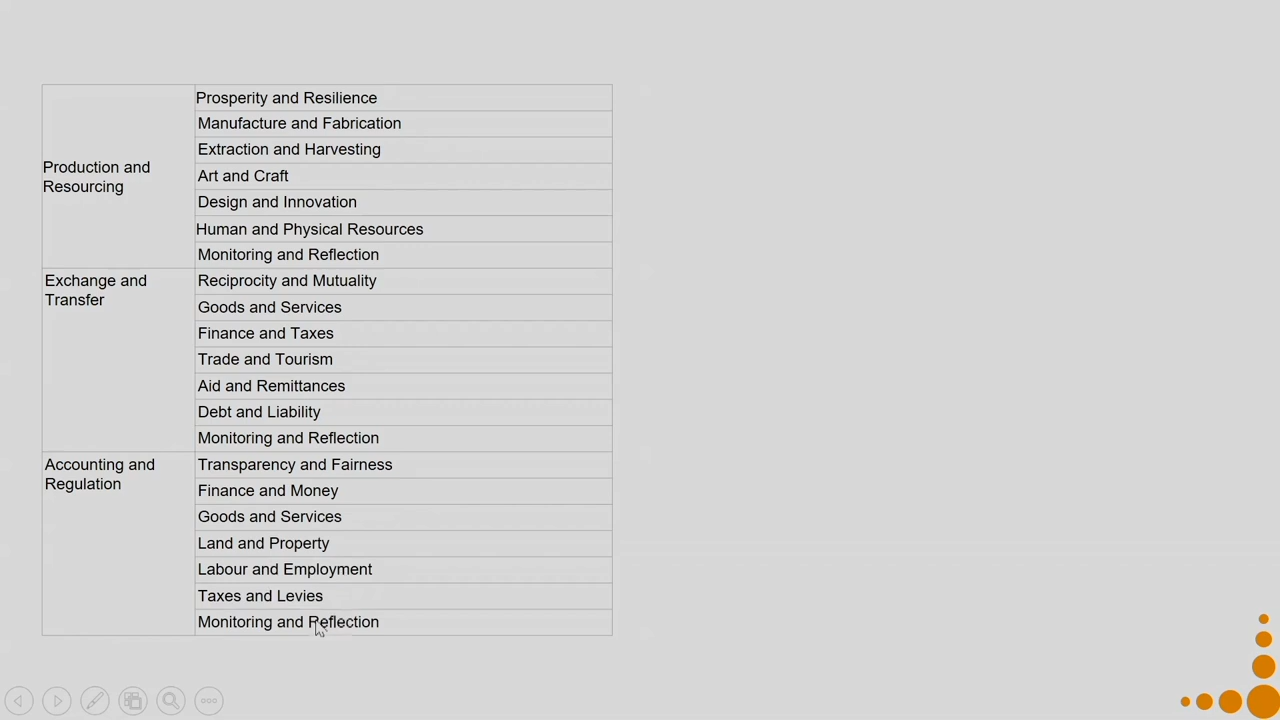 Production and
Resourcing
Prosperity and Resilience
Manufacture and Fabrication
Extraction and Harvesting
Art and Craft
Design and Innovation
Human and Physical Resources
Monitoring and Reflection
Exchange and
Transfer
Reciprocity and Mutuality
Goods and Services
Finance and Taxes
Trade and Tourism
Aid and Remittances
Debt and Liability
Monitoring and Reflection
Accounting and
Regulation
Transparency and Fairness
Finance and Money
Goods and Services
Land and Property
Labour and Employment
Taxes and Levies
Monitoring and Reflection